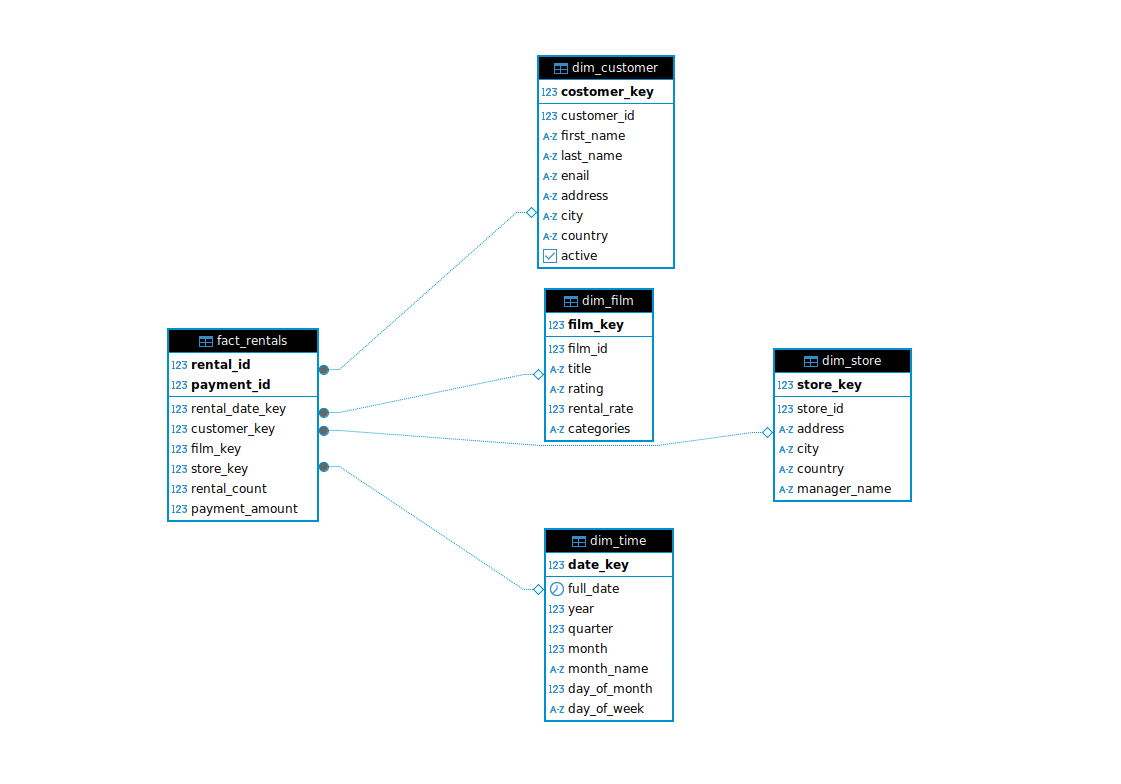 dim_customer
123 costomer_key
123 customer_id
A-Z first_name
A-Z last_name
A-Z enail
A-Z address
A-Z city
A-Z country
active
dim_film
123 film_key
123 film_id
A-Z title
A-Z rating
123 rental_rate
A-Z categories
fact_rentals
123 rental_id
123 payment_id
123 rental_date_key
123 customer_key
123 film_key
123 store_key
123 rental_count
123 payment_amount
dim_store
123 store_key
123 store_id
A-Z address
A-Z city
A-Z country
A-Z manager_name
dim_time
123 date_key
full_date
123 year
123 quarter
123 month
A-Z month_name
123 day_of_month
A-Z day_of_week